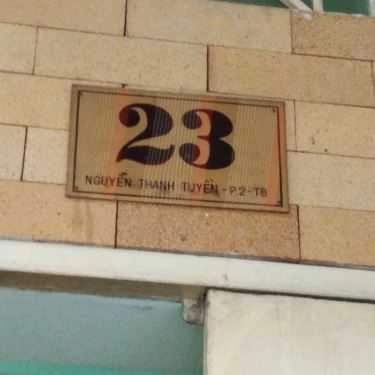 23
NGUYỄN THANH TUYỀN - P.2 - TB